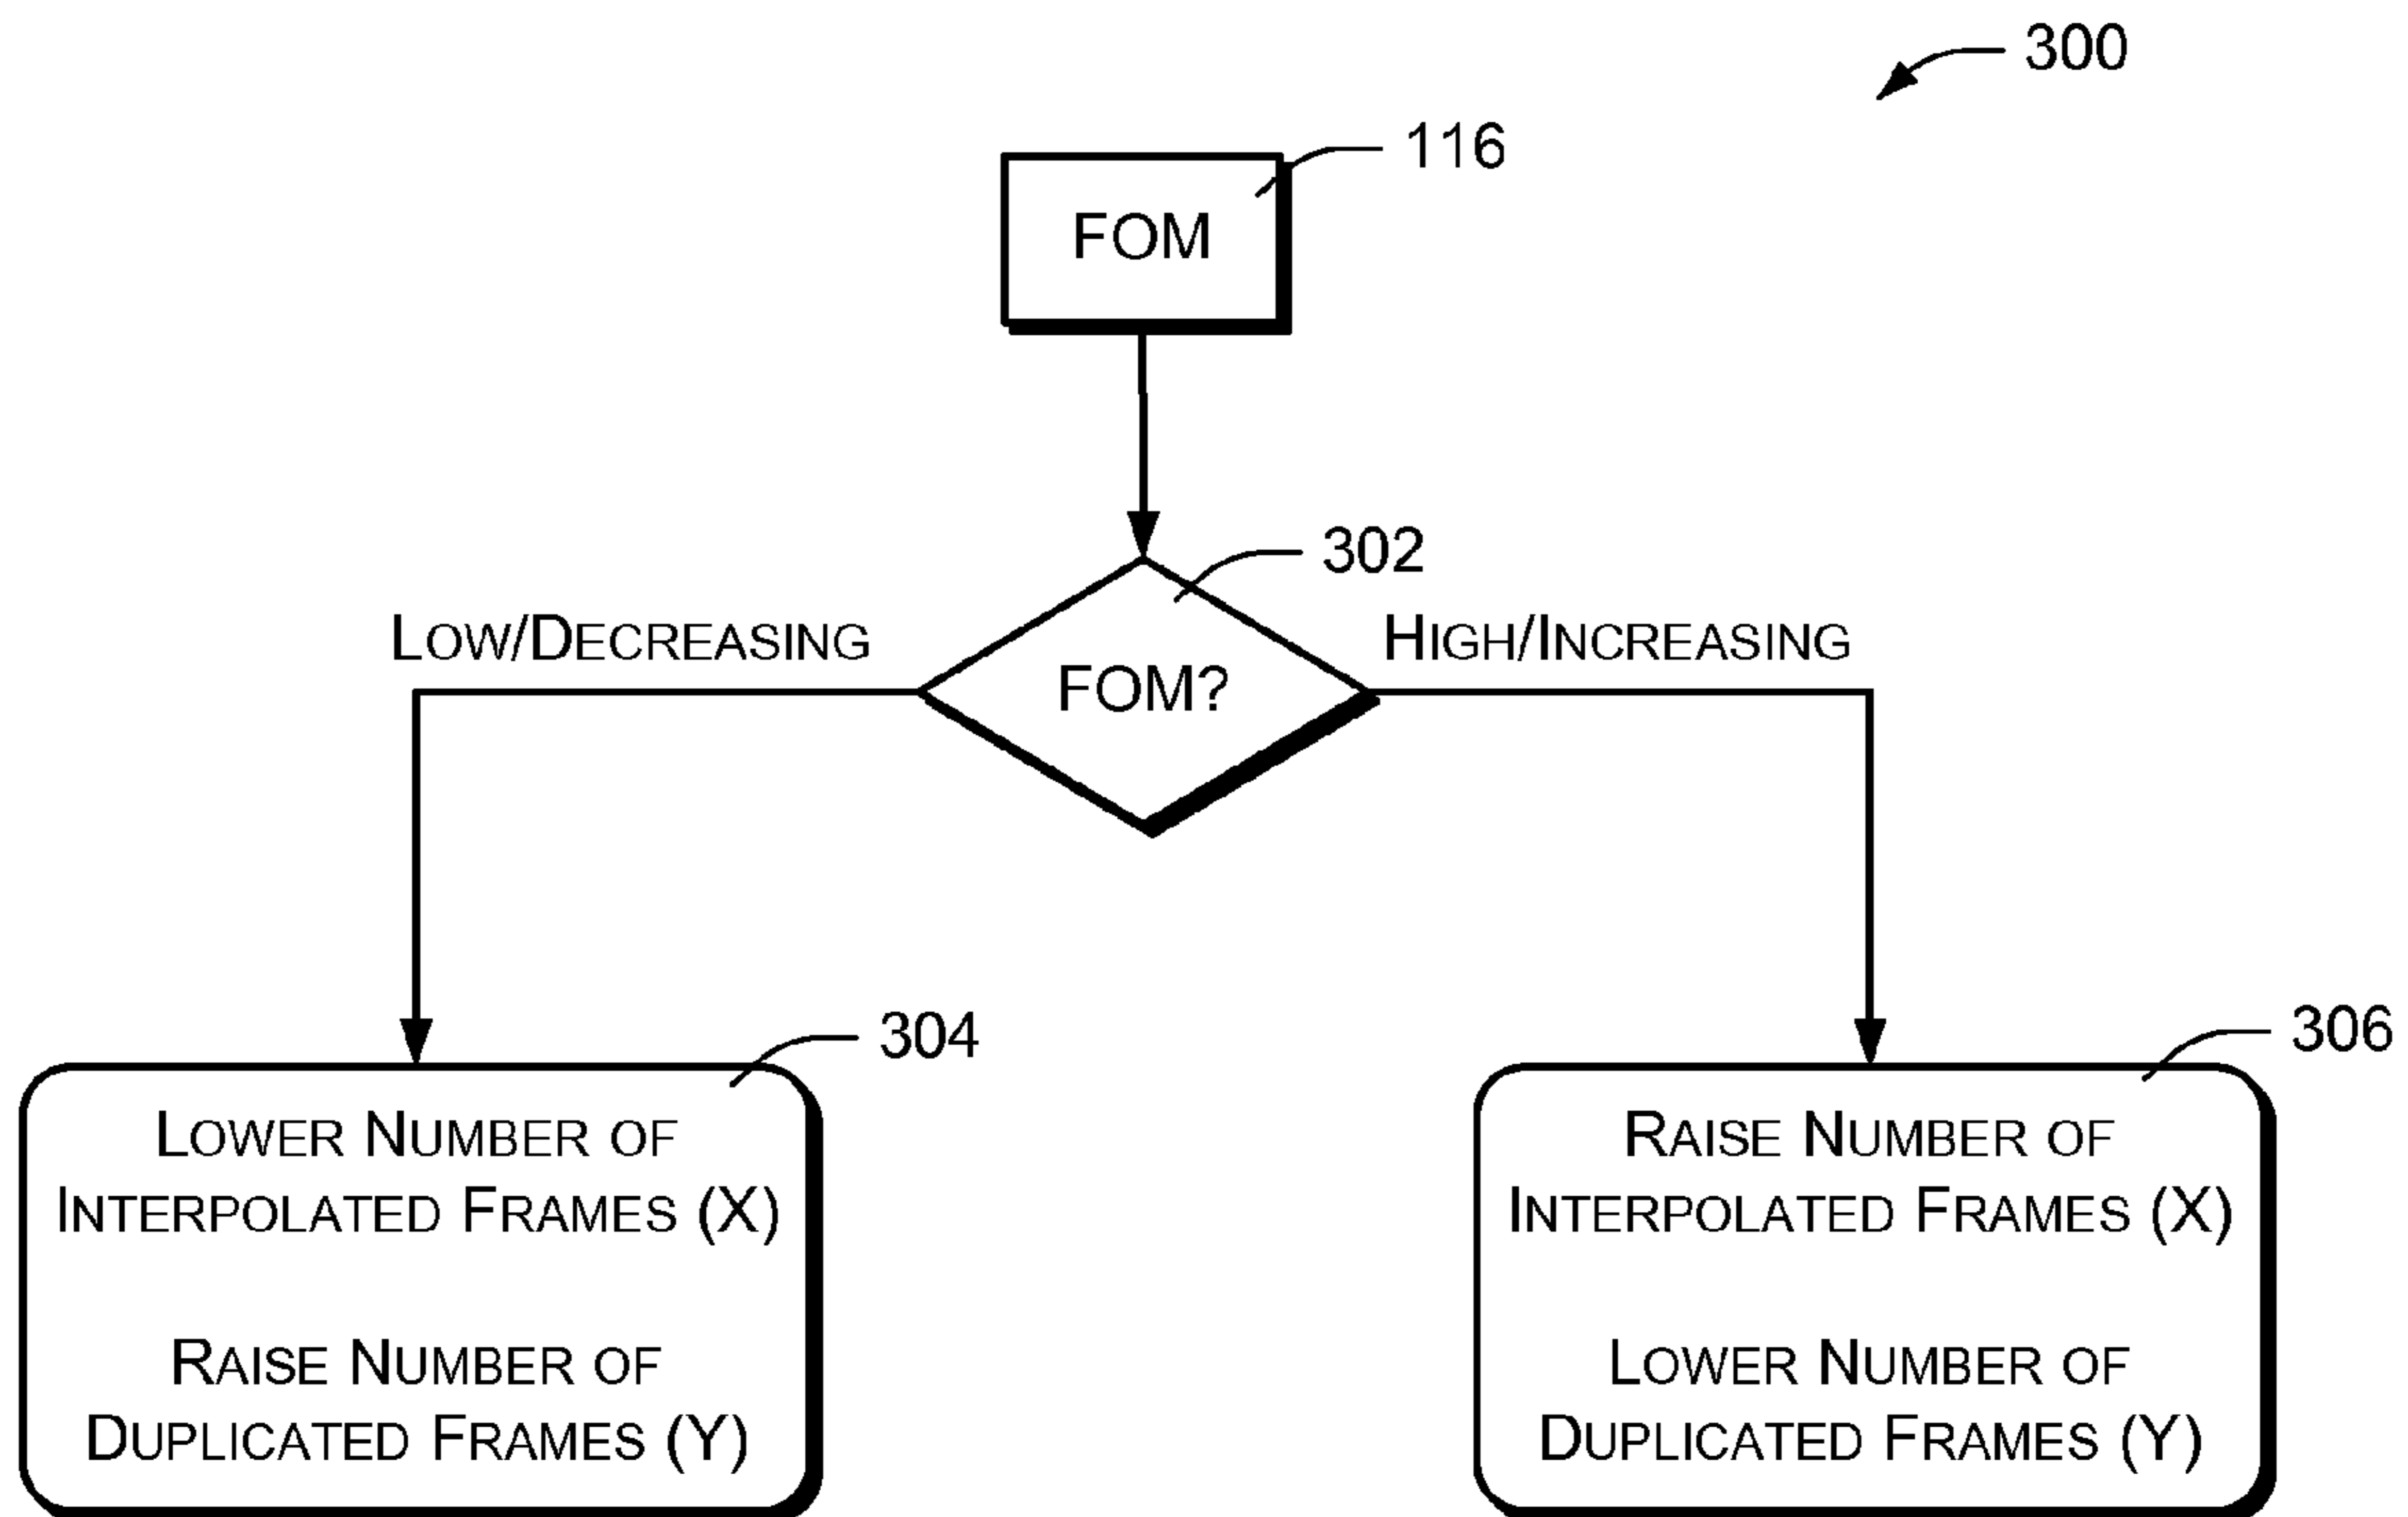 300
116
FOM
302
Low/Decreasing
High/Increasing
FOM?
304
306
Lower Number of
Interpolated Frames (X)
Raise Number of
Duplicated Frames (Y)
Raise Number of
Interpolated Frames (X)
Lower Number of
Duplicated Frames (Y)